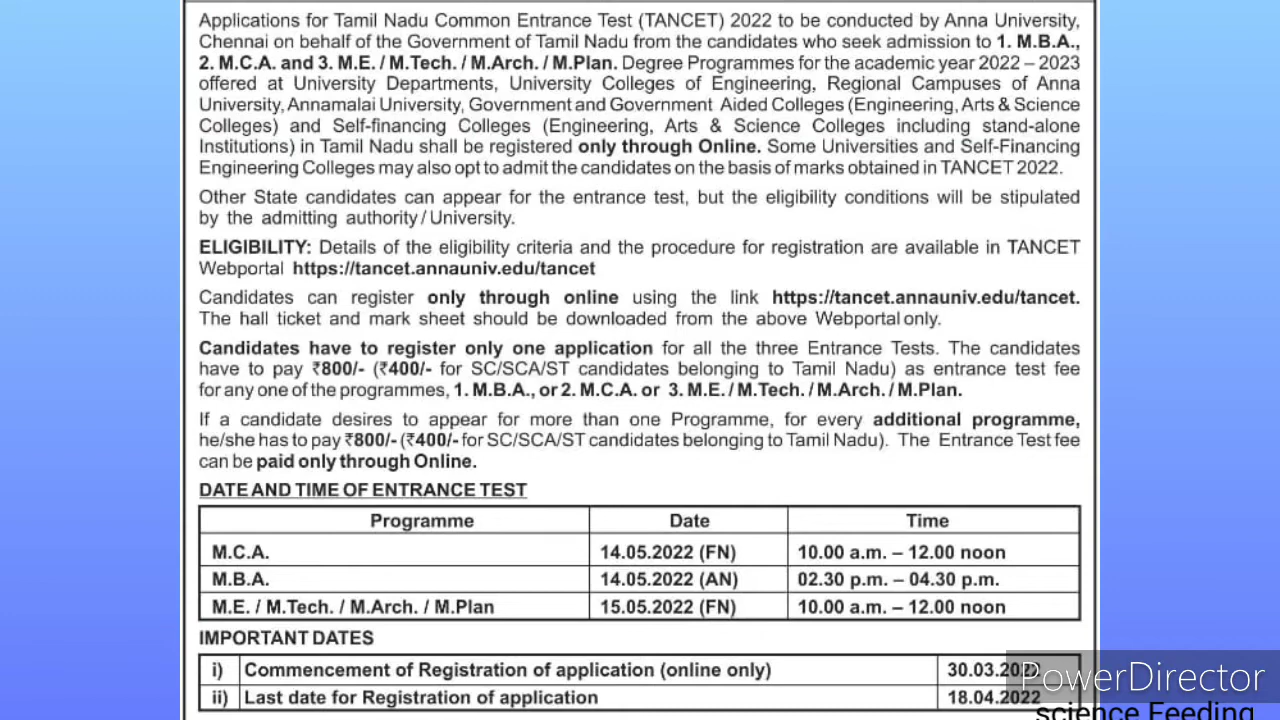 Applications for Tamil Nadu Common Entrance Test (TANCET) 2022 to be conducted by Anna University,
Chennai on behalf of the Government of Tamil Nadu from the candidates who seek admission to 1. M.B.A.,
2. M.C.A. and 3. M.E. / M.Tech. / M.Arch. / M.Plan. Degree Programmes for the academic year 2022 – 2023
offered at University Departments, University Colleges of Engineering, Regional Campuses of Anna
University, Annamalai University, Government and Government Aided Colleges (Engineering, Arts & Science
Colleges) and Self-financing Colleges (Engineering, Arts & Science Colleges including stand-alone
Institutions) in Tamil Nadu shall be registered only through Online. Some Universities and Self-Financing
Engineering Colleges may also opt to admit the candidates on the basis of marks obtained in TANCET 2022.
Other State candidates can appear for the entrance test, but the eligibility conditions will be stipulated
by the admitting authority / University.
ELIGIBILITY: Details of the eligibility criteria and the procedure for registration are available in TANCET
Webportal https://tancet.annauniv.edu/tancet
Candidates can register only through online using the link https://tancet.annauniv.edu/tancet.
The hall ticket and mark sheet should be downloaded from the above Webportal only.
Candidates have to register only one application for all the three Entrance Tests. The candidates
have to pay ₹800/- (₹400/- for SC/SCA/ST candidates belonging to Tamil Nadu) as entrance test fee
for any one of the programmes, 1. M.B.A., or 2. M.C.A. or 3. M.E. / M.Tech. / M.Arch. / M.Plan.
If a candidate desires to appear for more than one Programme, for every additional programme,
he/she has to pay ₹800/- (₹400/- for SC/SCA/ST candidates belonging to Tamil Nadu). The Entrance Test fee
can be paid only through Online.
DATE AND TIME OF ENTRANCE TEST
Programme Date Time
M.C.A. 14.05.2022 (FN) 10.00 a.m. – 12.00 noon
M.B.A. 14.05.2022 (AN) 02.30 p.m. – 04.30 p.m.
M.E. / M.Tech. / M.Arch. / M.Plan 15.05.2022 (FN) 10.00 a.m. – 12.00 noon
IMPORTANT DATES
i) Commencement of Registration of application (online only) 30.03.2022
PowerDirector
ii) Last date for Registration of application 18.04.2022
science Feeding